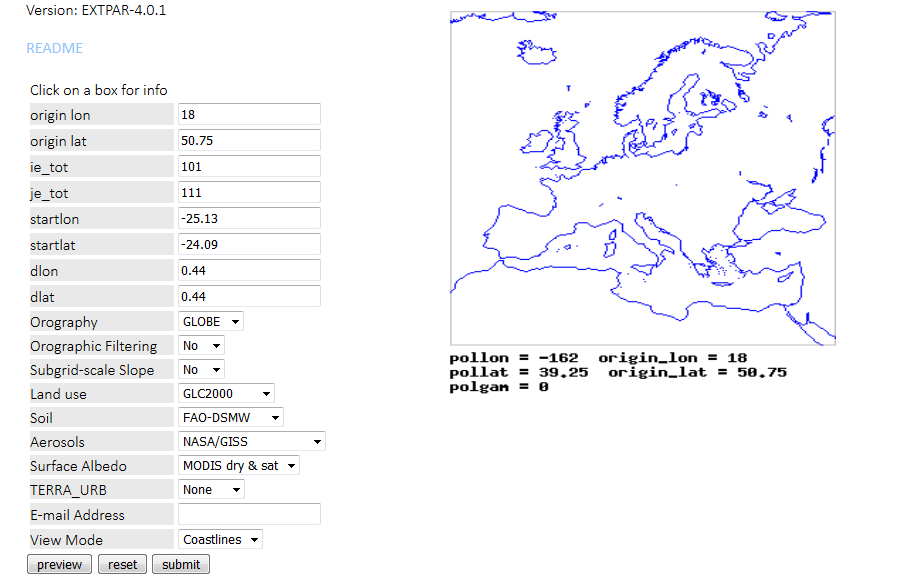 Version: EXTPAR-4.0.1
README
Click on a box for info
origin lon 18
origin lat 50.75
ie_tot 101
je_tot 111
startlon -25.13
startlat -24.09
dlon 0.44
dlat 0.44
Orography GLOBE
Orographic Filtering No
Subgrid-scale Slope No
Land use GLC2000
Soil FAO-DSMW
Aerosols NASA/GISS
Surface Albedo MODIS dry & sat
TERRA_URB None
E-mail Address
View Mode Coastlines
preview reset submit
pollon = -162 origin_lon = 18
pollat = 39.25 origin_lat = 50.75
polgam = 0